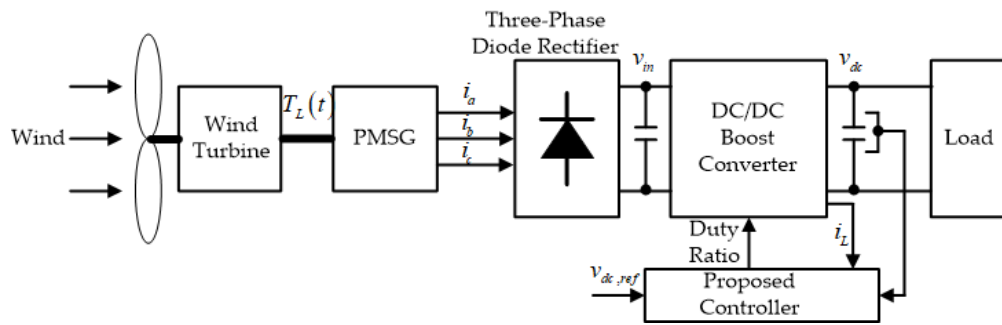 Three-Phase
Diode Rectifier
Wind
Wind
Turbine
T_L(t)
PMSG
i_a
i_b
i_c
v_in
DC/DC
Boost
Converter
v_dc
Load
Duty
Ratio
i_L
v_dc,ref
Proposed
Controller